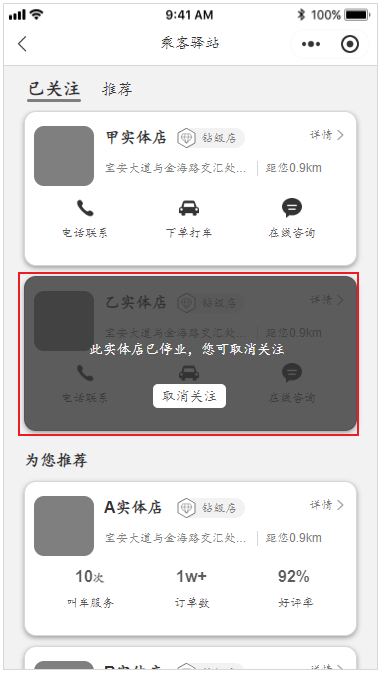 9:41 AM 100%
乘客驿站
已关注 推荐
甲实体店 钻级店 详情
宝安大道与金海路交汇处... 距您0.9km
电话联系 下单打车 在线咨询
乙实体店 钻级店 详情
宝安大道与金海路交汇处... 距您0.9km
此实体店已停业，您可取消关注
电话联系 取消关注 在线咨询
为您推荐
A实体店 钻级店 详情
宝安大道与金海路交汇处... 距您0.9km
10次 1w+ 92%
叫车服务 订单数 好评率
B实体店 钻级店 详情